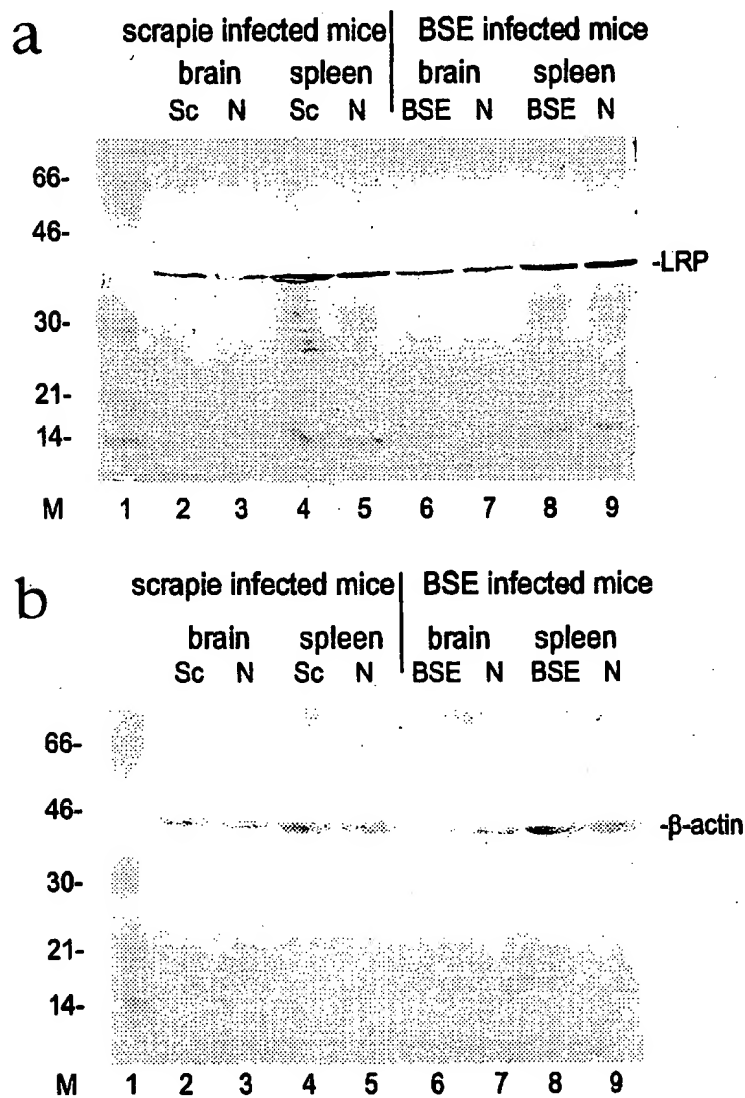 a
scrapie infected mice BSE infected mice
brain spleen brain spleen
Sc N Sc N BSE N BSE N
66-
46-
-LRP
30-
21-
14-
M 1 2 3 4 5 6 7 8 9
b
scrapie infected mice BSE infected mice
brain spleen brain spleen
Sc N Sc N BSE N BSE N
66-
46-
-β-actin
30-
21-
14-
M 1 2 3 4 5 6 7 8 9